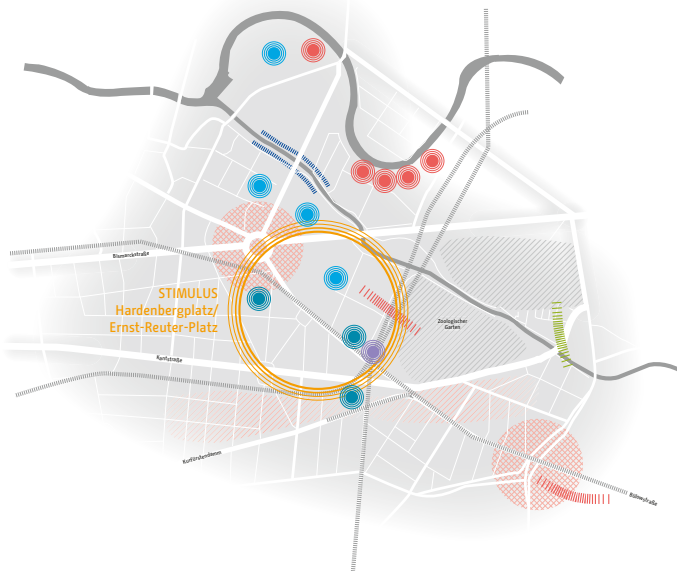 Bismarckstraße
STIMULUS
Hardenbergplatz/
Ernst-Reuter-Platz
Zoologischer
Garten
Kantstraße
Kurfürstendamm
Bülowstraße